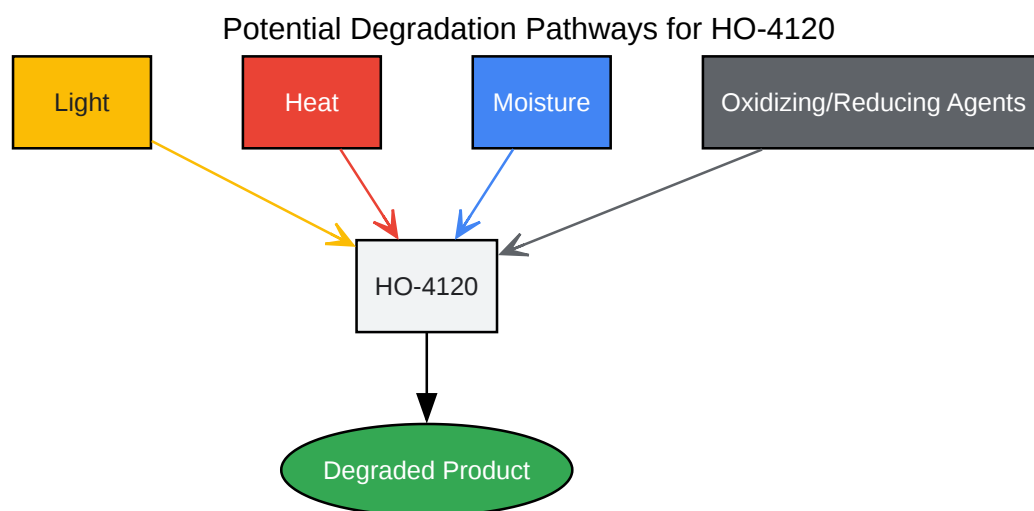 Potential Degradation Pathways for HO-4120
Light
Heat
Moisture
Oxidizing/Reducing Agents
HO-4120
Degraded Product